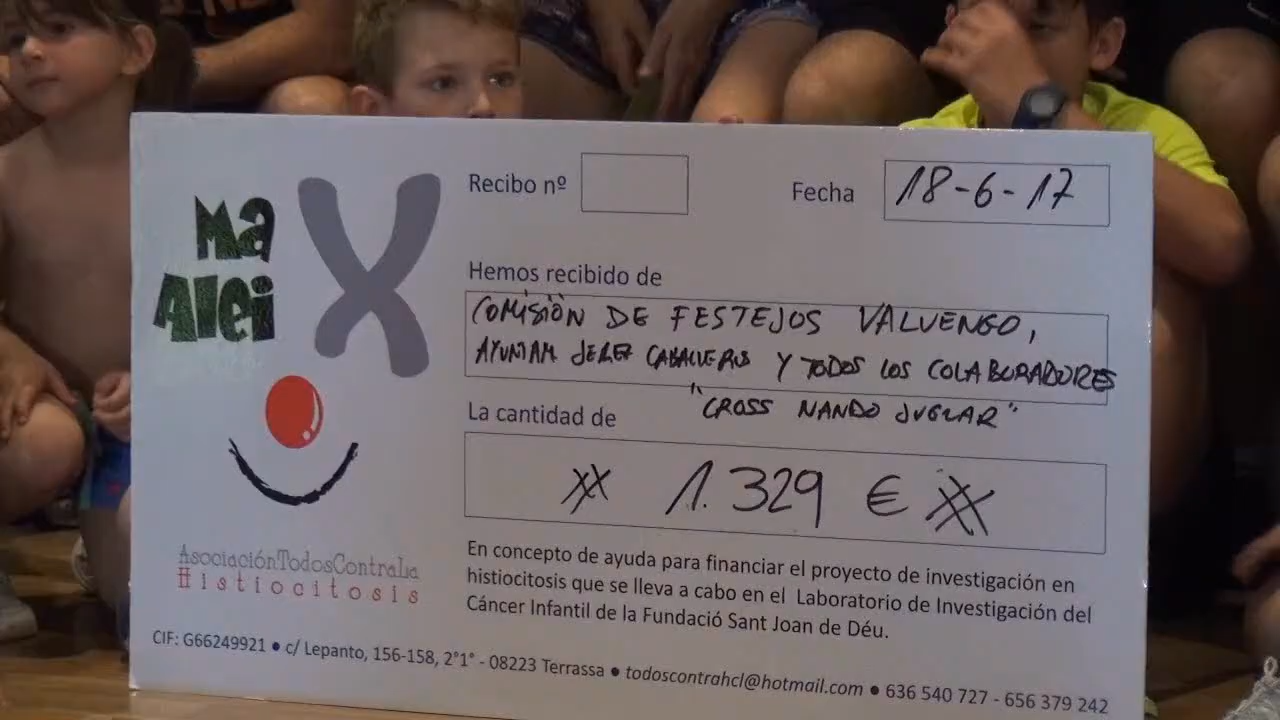 Ma
Alei
X
AsociaciónTodosContraLa
Histiocitosis
Recibo nº
Fecha 18-6-17
Hemos recibido de
COMISIÓN DE FESTEJOS VALUENGO,
AYUNTAM JEREZ CABALLEROS Y TODOS LOS COLABORADORES
"CROSS NANDO JUGLAR"
La cantidad de
XX 1.329 € XX
En concepto de ayuda para financiar el proyecto de investigación en
histiocitosis que se lleva a cabo en el Laboratorio de Investigación del
Cáncer Infantil de la Fundació Sant Joan de Déu.
CIF: G66249921 • c/ Lepanto, 156-158, 2°1° - 08223 Terrassa • todoscontrahcl@hotmail.com • 636 540 727 - 656 379 242